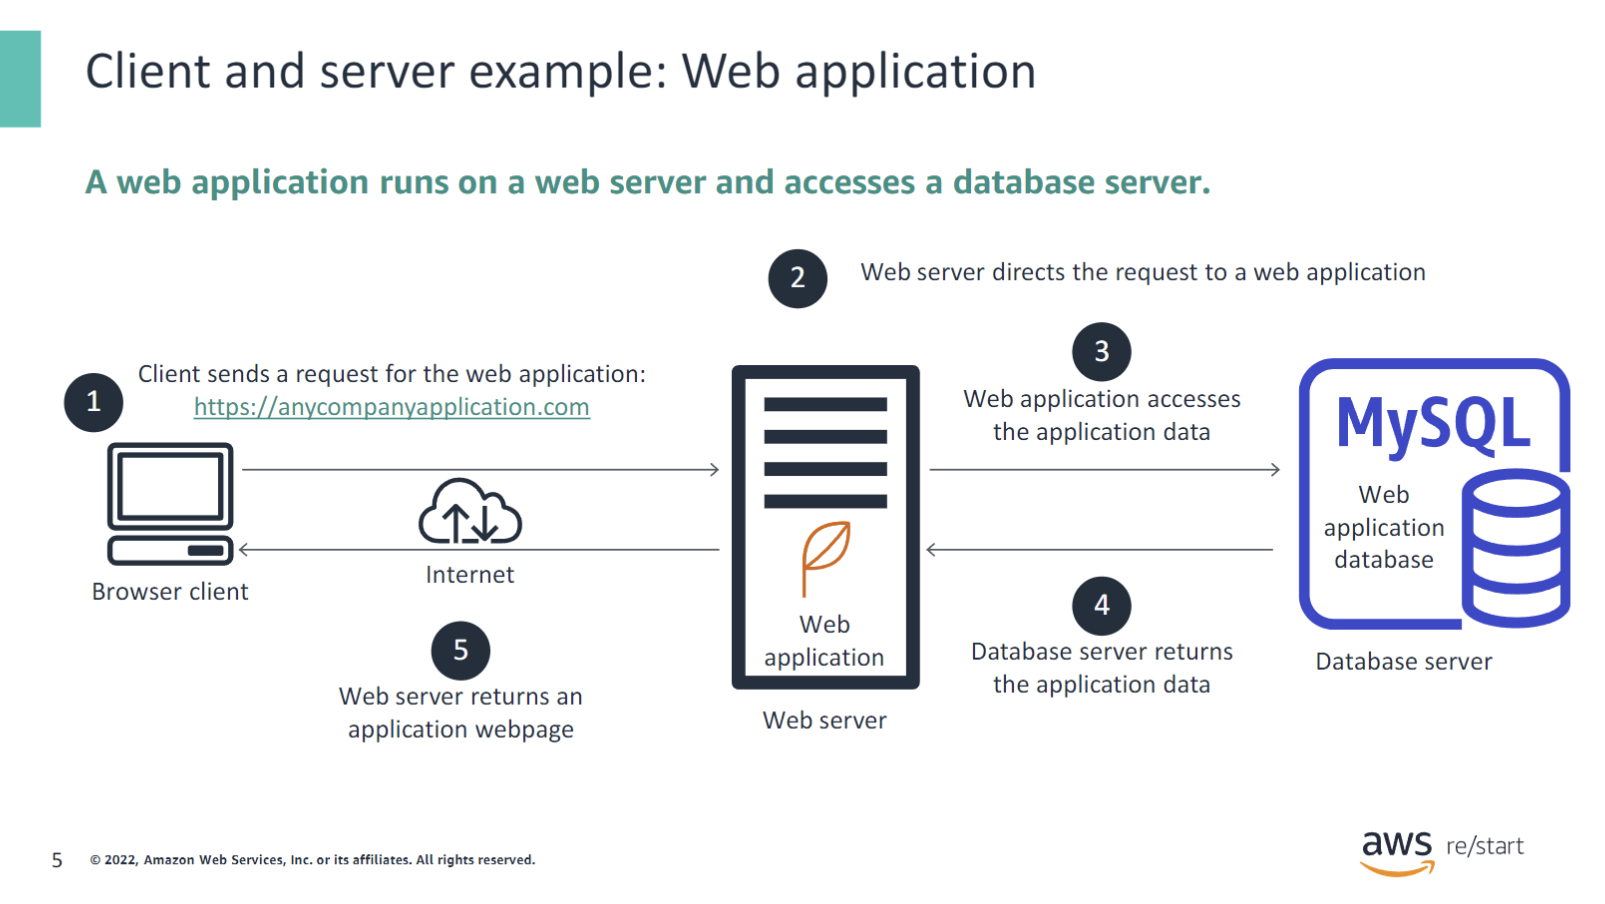 Client and server example: Web application
A web application runs on a web server and accesses a database server.
2
Web server directs the request to a web application
3
Web application accesses
the application data
1
Client sends a request for the web application:
https://anycompanyapplication.com
MySQL
Web
application
database
Internet
Browser client
Web
application
4
Database server returns
the application data
Database server
5
Web server returns an
application webpage
Web server
5
© 2022, Amazon Web Services, Inc. or its affiliates. All rights reserved.
aws re/start